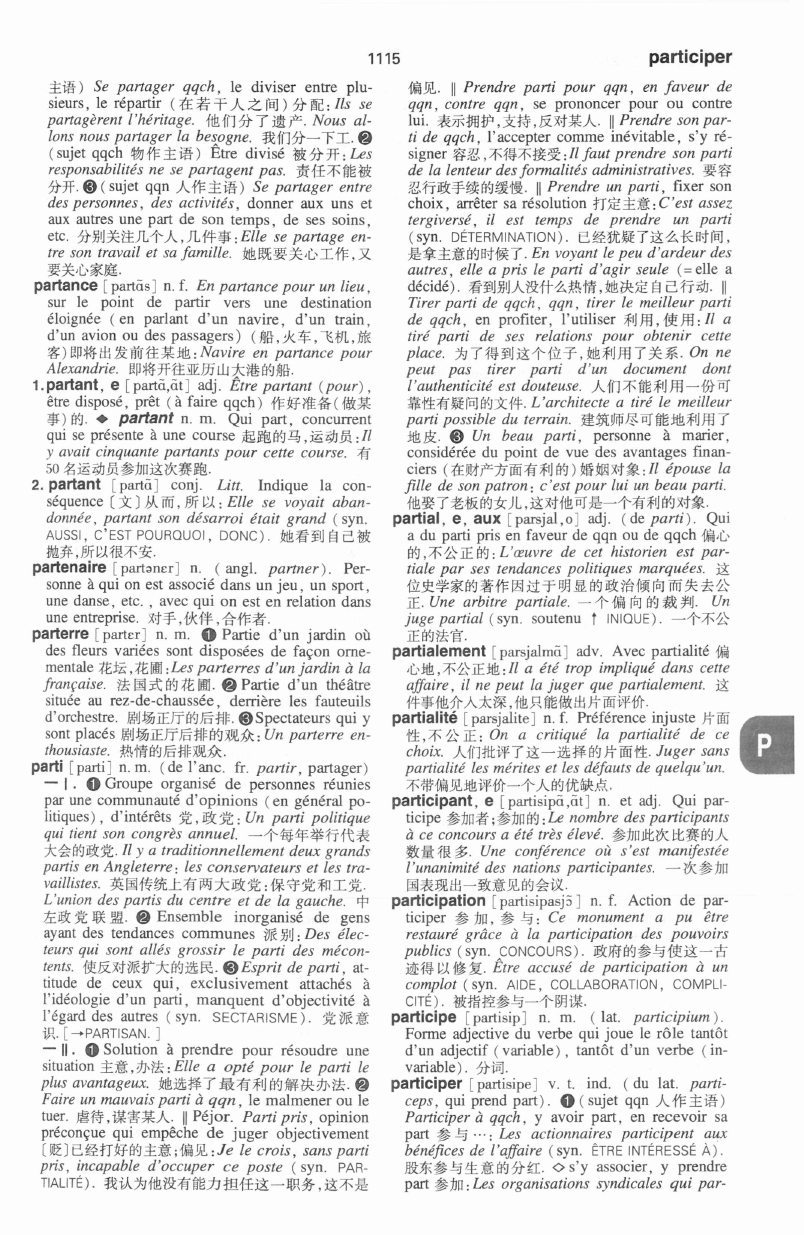 1115
participer
主语) Se partager qqch, le diviser entre plu-
sieurs, le répartir (在若干人之间)分配:Ils se
partagèrent l'héritage. 他们分了遗产. Nous al-
lons nous partager la besogne. 我们分一下工.❷
(sujet qqch 物作主语) Être divisé 被分开:Les
responsabilités ne se partagent pas. 责任不能被
分开.❸(sujet qqn 人作主语) Se partager entre
des personnes, des activités, donner aux uns et
aux autres une part de son temps, de ses soins,
etc. 分别关注几个人,几件事:Elle se partage en-
tre son travail et sa famille. 她既要关心工作,又
要关心家庭.
partance [partɑ̃s] n.f. En partance pour un lieu,
sur le point de partir vers une destination
éloignée (en parlant d'un navire, d'un train,
d'un avion ou des passagers) (船,火车,飞机,旅
客)即将出发前往某地:Navire en partance pour
Alexandrie. 即将开往亚历山大港的船.
1.partant, e [partɑ̃,ɑ̃t] adj. Être partant (pour),
être disposé, prêt (à faire qqch) 作好准备(做某
事)的. ◆ partant n. m. Qui part, concurrent
qui se présente à une course 起跑的马,运动员:Il
y avait cinquante partants pour cette course. 有
50名运动员参加这次赛跑.
2. partant [partɑ̃] conj. Litt. Indique la con-
séquence〔文〕从而,所以:Elle se voyait aban-
donnée, partant son désarroi était grand (syn.
AUSSI, C'EST POURQUOI, DONC). 她看到自己被
抛弃,所以很不安.
partenaire [partənɛr] n. (angl. partner). Per-
sonne à qui on est associé dans un jeu, un sport,
une danse, etc., avec qui on est en relation dans
une entreprise. 对手,伙伴,合作者.
parterre [partɛr] n. m. ❶ Partie d'un jardin où
des fleurs variées sont disposées de façon orne-
mentale 花坛,花圃:Les parterres d'un jardin à la
française. 法国式的花圃. ❷ Partie d'un théâtre
située au rez-de-chaussée, derrière les fauteuils
d'orchestre. 剧场正厅的后排. ❸Spectateurs qui y
sont placés 剧场正厅后排的观众:Un parterre en-
thousiaste. 热情的后排观众.
parti [parti] n.m. (de l'anc. fr. partir, partager)
— I. ❶ Groupe organisé de personnes réunies
par une communauté d'opinions (en général po-
litiques), d'intérêts 党,政党:Un parti politique
qui tient son congrès annuel. 一个每年举行代表
大会的政党. Il y a traditionnellement deux grands
partis en Angleterre: les conservateurs et les tra-
vaillistes. 英国传统上有两大政党:保守党和工党.
L'union des partis du centre et de la gauche. 中
左政党联盟. ❷ Ensemble inorganisé de gens
ayant des tendances communes 派别:Des élec-
teurs qui sont allés grossir le parti des mécon-
tents. 使反对派扩大的选民. ❸Esprit de parti, at-
titude de ceux qui, exclusivement attachés à
l'idéologie d'un parti, manquent d'objectivité à
l'égard des autres (syn. SECTARISME). 党派意
识. [→PARTISAN.]
— II. ❶ Solution à prendre pour résoudre une
situation 主意,办法:Elle a opté pour le parti le
plus avantageux. 她选择了最有利的解决办法. ❷
Faire un mauvais parti à qqn, le malmener ou le
tuer. 虐待,谋害某人. ‖ Péjor. Parti pris, opinion
préconçue qui empêche de juger objectivement
〔贬〕已经打好的主意;偏见:Je le crois, sans parti
pris, incapable d'occuper ce poste (syn. PAR-
TIALITÉ). 我认为他没有能力担任这一职务,这不是
偏见. ‖ Prendre parti pour qqn, en faveur de
qqn, contre qqn, se prononcer pour ou contre
lui. 表示拥护,支持,反对某人. ‖ Prendre son par-
ti de qqch, l'accepter comme inévitable, s'y ré-
signer 容忍,不得不接受:Il faut prendre son parti
de la lenteur des formalités administratives. 要容
忍行政手续的缓慢. ‖ Prendre un parti, fixer son
choix, arrêter sa résolution 打定主意:C'est assez
tergiversé, il est temps de prendre un parti
(syn. DÉTERMINATION). 已经犹疑了这么长时间,
是拿主意的时候了. En voyant le peu d'ardeur des
autres, elle a pris le parti d'agir seule (= elle a
décidé). 看到别人没什么热情,她决定自己行动. ‖
Tirer parti de qqch, qqn, tirer le meilleur parti
de qqch, en profiter, l'utiliser 利用,使用:Il a
tiré parti de ses relations pour obtenir cette
place. 为了得到这个位子,她利用了关系. On ne
peut pas tirer parti d'un document dont
l'authenticité est douteuse. 人们不能利用一份可
靠性有疑问的文件. L'architecte a tiré le meilleur
parti possible du terrain. 建筑师尽可能地利用了
地皮. ❸ Un beau parti, personne à marier,
considérée du point de vue des avantages finan-
ciers (在财产方面有利的)婚姻对象:Il épouse la
fille de son patron; c'est pour lui un beau parti.
他娶了老板的女儿,这对他可是一个有利的对象.
partial, e, aux [parsjal,o] adj. (de parti). Qui
a du parti pris en faveur de qqn ou de qqch 偏心
的,不公正的:L'œuvre de cet historien est par-
tiale par ses tendances politiques marquées. 这
位史学家的著作因过于明显的政治倾向而失去公
正. Une arbitre partiale. 一个偏向的裁判. Un
juge partial (syn. soutenu ↑ INIQUE). 一个不公
正的法官.
partialement [parsjalmɑ̃] adv. Avec partialité 偏
心地,不公正地:Il a été trop impliqué dans cette
affaire, il ne peut la juger que partialement. 这
件事他介入太深,他只能做出片面评价.
partialité [parsjalite] n.f. Préférence injuste 片面
性,不公正: On a critiqué la partialité de ce
choix. 人们批评了这一选择的片面性. Juger sans
partialité les mérites et les défauts de quelqu'un.
不带偏见地评价一个人的优缺点.
participant, e [partisipɑ̃,ɑ̃t] n. et adj. Qui par-
ticipe 参加者;参加的:Le nombre des participants
à ce concours a été très élevé. 参加此次比赛的人
数量很多. Une conférence où s'est manifestée
l'unanimité des nations participantes. 一次参加
国表现出一致意见的会议.
participation [partisipasjɔ̃] n. f. Action de par-
ticiper 参加,参与: Ce monument a pu être
restauré grâce à la participation des pouvoirs
publics (syn. CONCOURS). 政府的参与使这一古
迹得以修复. Être accusé de participation à un
complot (syn. AIDE, COLLABORATION, COMPLI-
CITÉ). 被指控参与一个阴谋.
participe [partisip] n. m. (lat. participium).
Forme adjective du verbe qui joue le rôle tantôt
d'un adjectif (variable), tantôt d'un verbe (in-
variable). 分词.
participer [partisipe] v. t. ind. (du lat. parti-
ceps, qui prend part). ❶(sujet qqn 人作主语)
Participer à qqch, y avoir part, en recevoir sa
part 参与…: Les actionnaires participent aux
bénéfices de l'affaire (syn. ÊTRE INTÉRESSÉ À).
股东参与生意的分红. ◇s'y associer, y prendre
part 参加:Les organisations syndicales qui par-
P